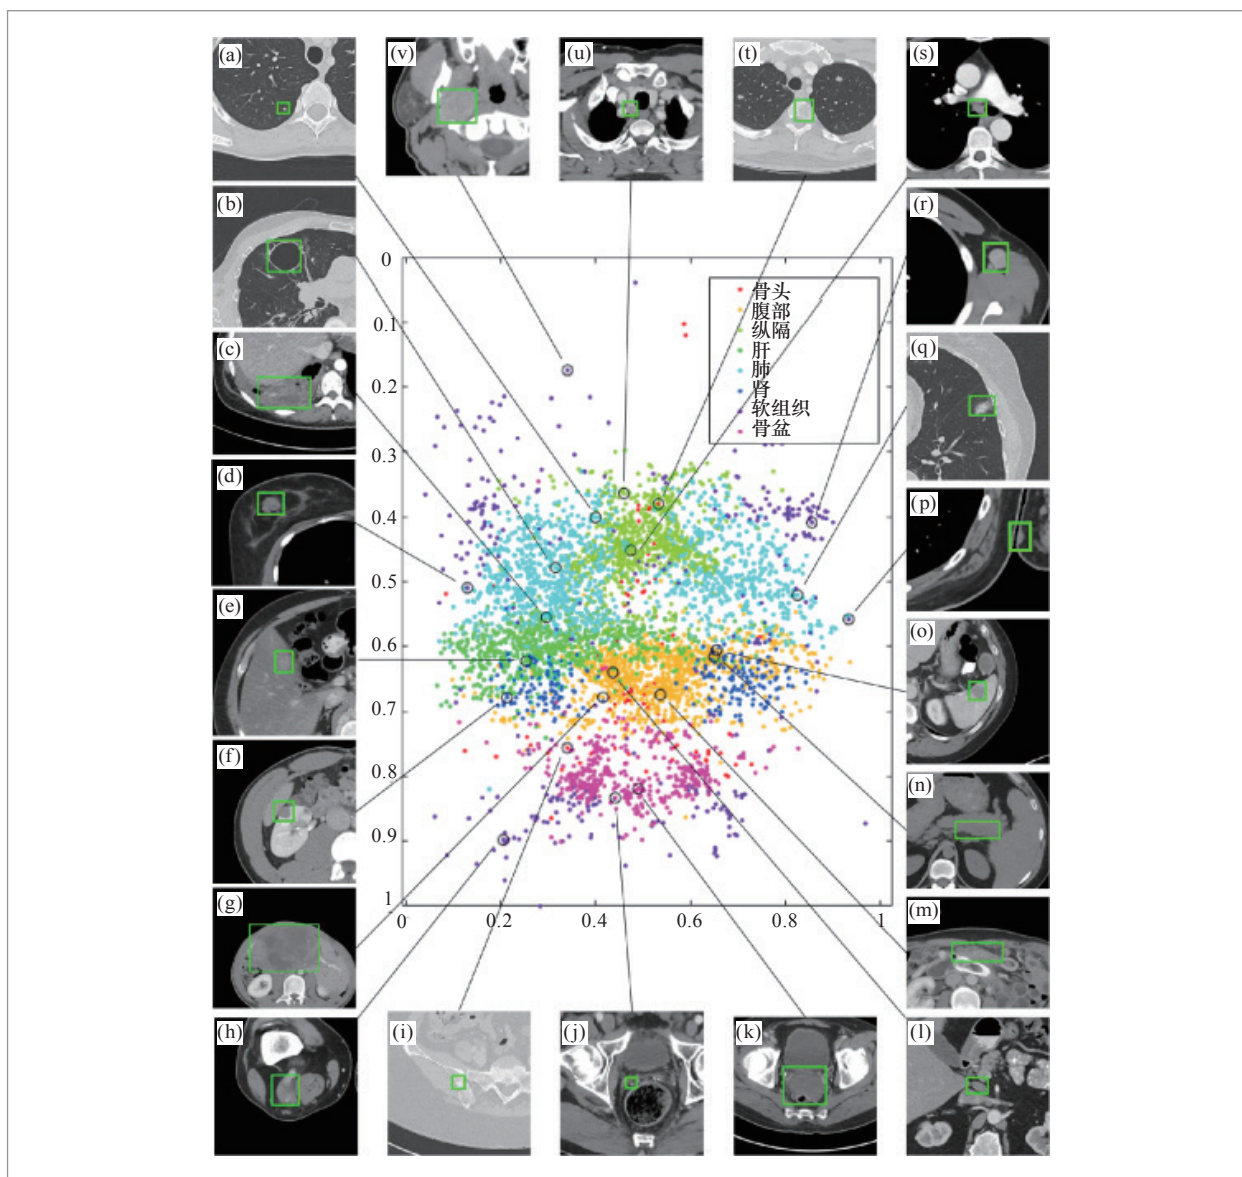 (a)
(v)
(u)
(t)
(s)
(b)
(r)
(c)
(q)
(d)
(p)
(e)
(o)
(f)
(n)
(g)
(m)
(h)
(i)
(j)
(k)
(l)
0
0.1
0.2
0.3
0.4
0.5
0.6
0.7
0.8
0.9
1
0
0.2
0.4
0.6
0.8
1
骨头
腹部
纵隔
肝
肺
肾
软组织
骨盆